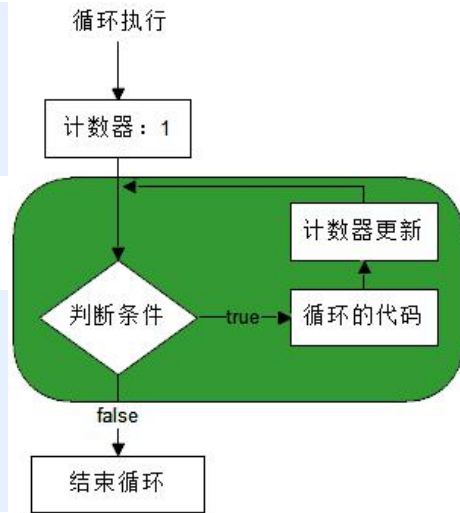 循环执行
计数器：1
计数器更新
判断条件
true
循环的代码
false
结束循环